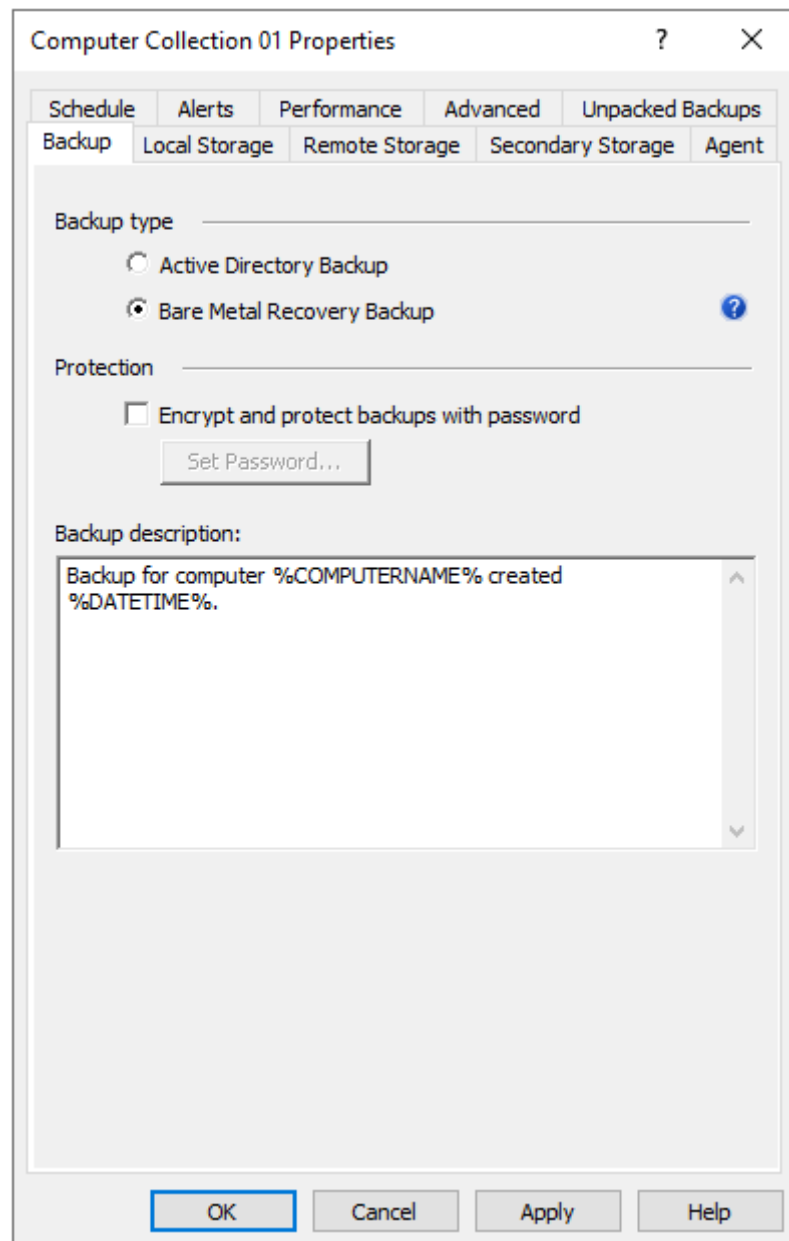 Computer Collection 01 Properties ?
Schedule Alerts Performance Advanced Unpacked Backups
Backup Local Storage Remote Storage Secondary Storage Agent
Backup type
Active Directory Backup
Bare Metal Recovery Backup ?
Protection
Encrypt and protect backups with password
Set Password...
Backup description:
Backup for computer %COMPUTERNAME% created
%DATETIME%.
OK Cancel Apply Help